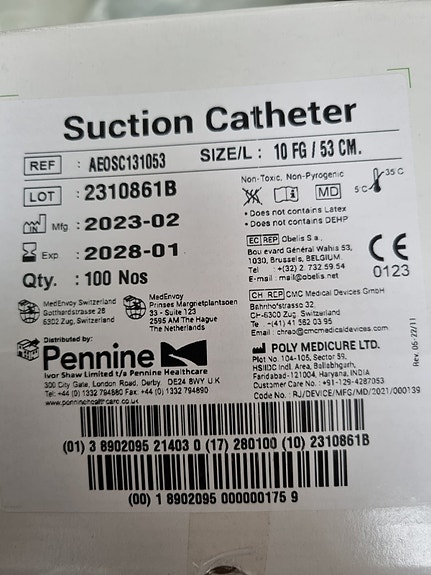 Suction Catheter
REF : AEOSC131053 SIZE/L : 10 FG / 53 CM.
LOT : 2310861B
Non-Toxic, Non-Pyrogenic
MD 5°C 35°C
IN Mfg : 2023-02
• Does not contains Latex
• Does not contains DEHP
Exp : 2028-01
Qty. : 100 Nos
EC REP Obelis s.a.
Boulevard Général Wahis 53,
1030, Brussels, BELGIUM.
Tel : +(32) 2 732 59 54
E-mail : mail@obelis.net
CE 0123
MedEnvoy Switzerland
Gotthardstrasse 28
6302 Zug, Switzerland
MedEnvoy
Prinses Margrietplantsoen
33 - Suite 123
2595 AM The Hague
The Netherlands
CH REP CMC Medical Devices GmbH
Bahnhofstrasse 32
CH-6300 Zug, Switzerland
Te : +(41) 41 562 03 95
Email : chrao@cmcmedicaldevices.com
Distributed by:
Pennine
Ivor Shaw Limited t/a Pennine Healthcare
300 City Gate, London Road, Derby DE24 8WY U K
Tel: +44 (0) 1332 794880 Fax: +44 (0) 1332 794890
www.penninehealthcare.co.uk
POLY MEDICURE LTD.
Plot No. 104-105, Sector 59,
HSIIDC Indl. Area, Ballabhgarh,
Faridabad-121004, Haryana, INDIA
Customer Care No. : +91-129-4287053
Code No. : RJ/DEVICE/MFG/MD/2021/000139
Rev. 06-22/11
(01) 3 8902095 21403 0 (17) 280100 (10) 2310861B
(00) 1 8902095 000000175 9